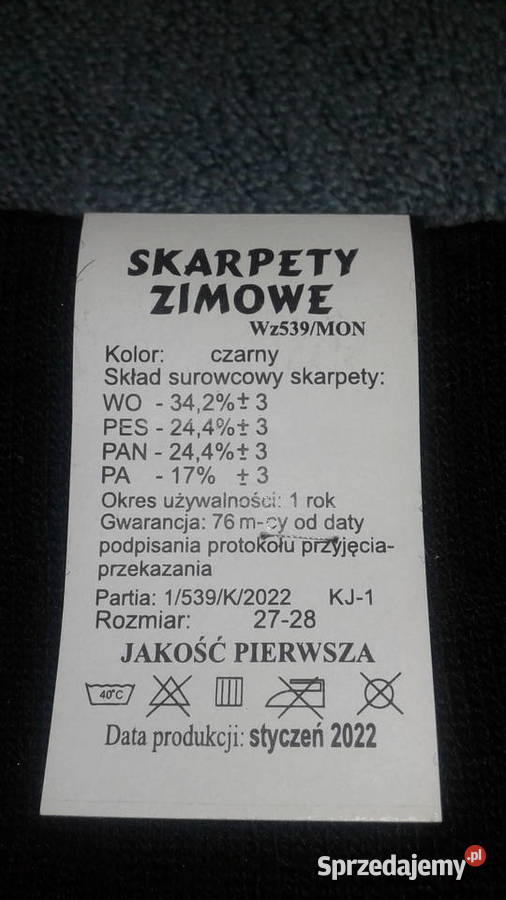 SKARPETY
ZIMOWE
Wz539/MON
Kolor: czarny
Skład surowcowy skarpety:
WO - 34,2% ± 3
PES - 24,4% ± 3
PAN - 24,4% ± 3
PA - 17% ± 3
Okres używalności: 1 rok
Gwarancja: 76 m-cy od daty
podpisania protokołu przyjęcia-
przekazania
Partia: 1/539/K/2022 KJ-1
Rozmiar: 27-28
JAKOŚĆ PIERWSZA
40°C
Data produkcji: styczeń 2022
Sprzedajemy.pl